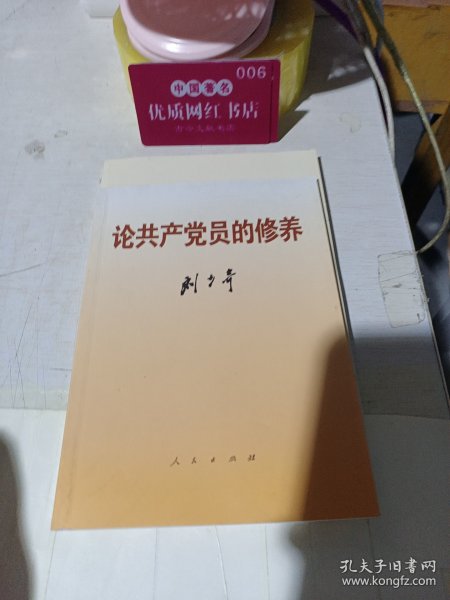 006
中国著名
优质网红书店
论共产党员的修养
刘少奇
人民出版社
孔夫子旧书网
www.kongfz.com